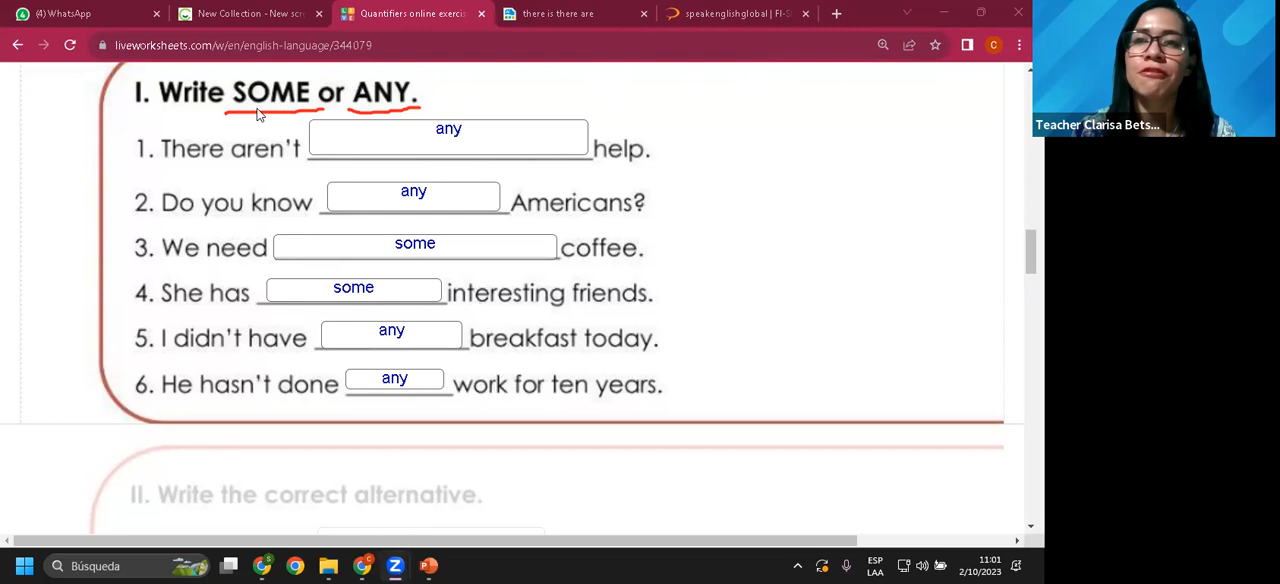 (4) WhatsApp
New Collection - New scr
Quantifiers online exerci
there is there are
speakenglishglobal | FI-S
liveworksheets.com/w/en/english-language/344079
C
Teacher Clarisa Bets...
I. Write SOME or ANY.
1. There aren't any help.
2. Do you know any Americans?
3. We need some coffee.
4. She has some interesting friends.
5. I didn't have any breakfast today.
6. He hasn't done any work for ten years.
II. Write the correct alternative.
Búsqueda
ESP
LAA
11:01
2/10/2023